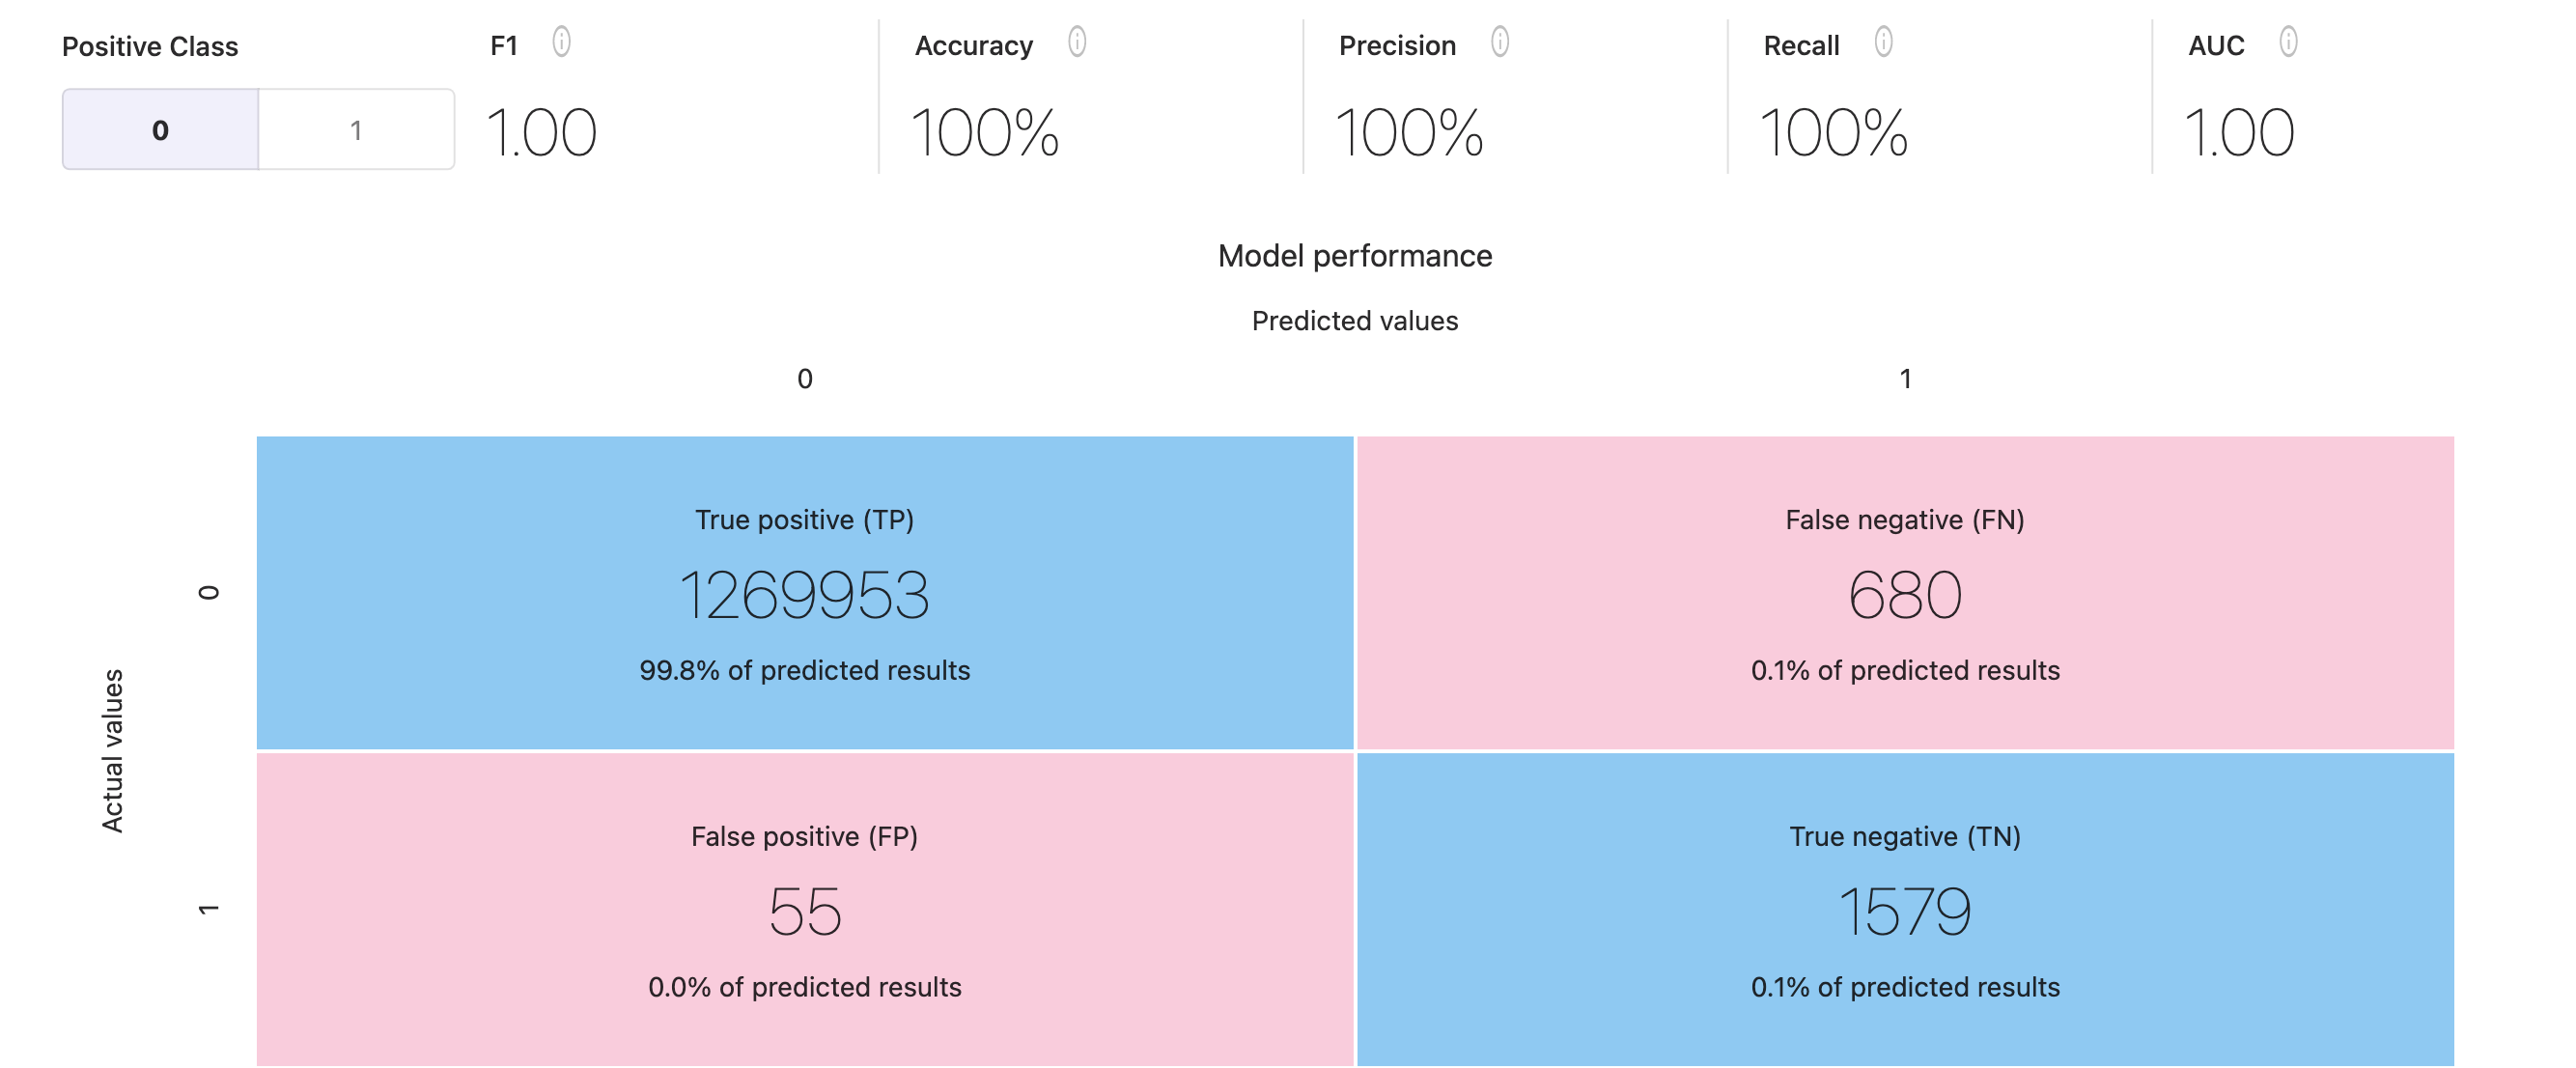 Positive Class
0 1
F1
1.00
Accuracy
100%
Precision
100%
Recall
100%
AUC
1.00
Model performance
Predicted values
0 1
Actual values
0
True positive (TP)
1269953
99.8% of predicted results
False negative (FN)
680
0.1% of predicted results
1
False positive (FP)
55
0.0% of predicted results
True negative (TN)
1579
0.1% of predicted results